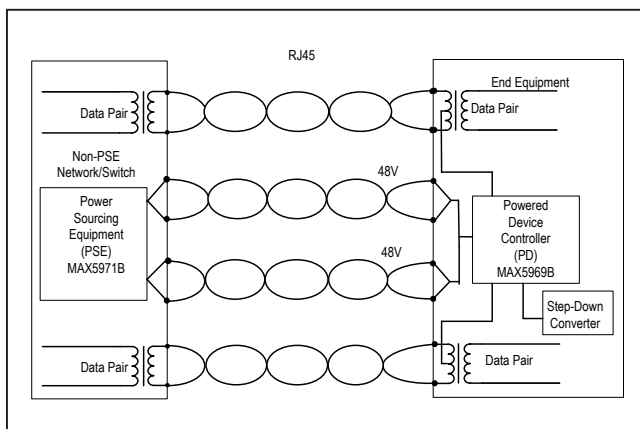 RJ45
End Equipment
Data Pair
Data Pair
Non-PSE
Network/Switch
48V
Power
Sourcing
Equipment
(PSE)
MAX5971B
Powered
Device
Controller
(PD)
MAX5969B
48V
Step-Down
Converter
Data Pair
Data Pair